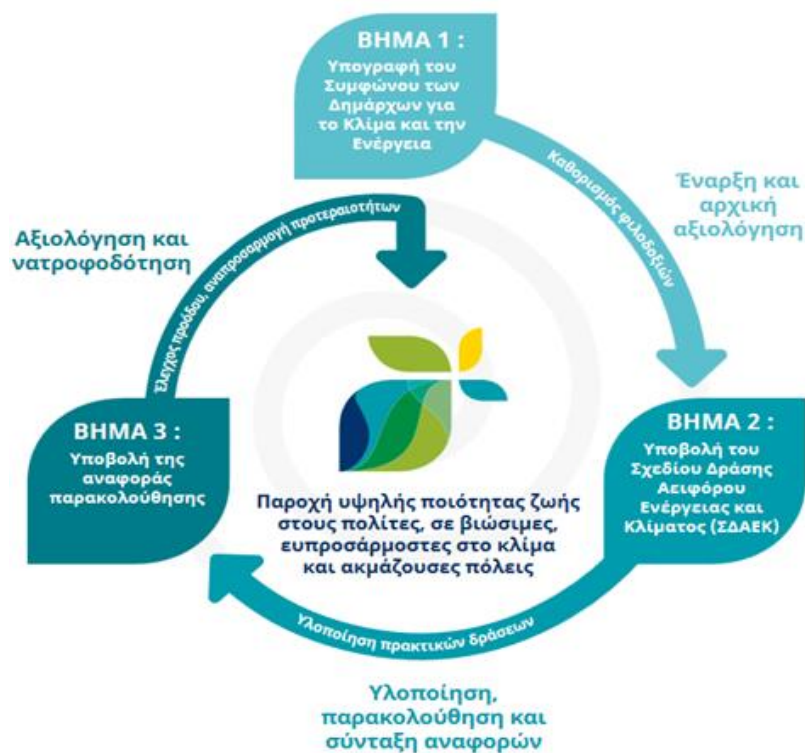 ΒΗΜΑ 1 :
Υπογραφή του
Συμφώνου των
Δημάρχων για
το Κλίμα και την
Ενέργεια
Καθορισμός φιλοδοξιών
Έναρξη και
αρχική
αξιολόγηση
ΒΗΜΑ 2 :
Υποβολή του
Σχεδίου Δράσης
Αειφόρου
Ενέργειας και
Κλίματος (ΣΔΑΕΚ)
Υλοποίηση πρακτικών δράσεων
Υλοποίηση,
παρακολούθηση και
σύνταξη αναφορών
ΒΗΜΑ 3 :
Υποβολή της
αναφοράς
παρακολούθησης
Έλεγχος προόδου, αναπροσαρμογή προτεραιοτήτων
Αξιολόγηση και
νατροφοδότηση
Παροχή υψηλής ποιότητας ζωής
στους πολίτες, σε βιώσιμες,
ευπροσάρμοστες στο κλίμα
και ακμάζουσες πόλεις